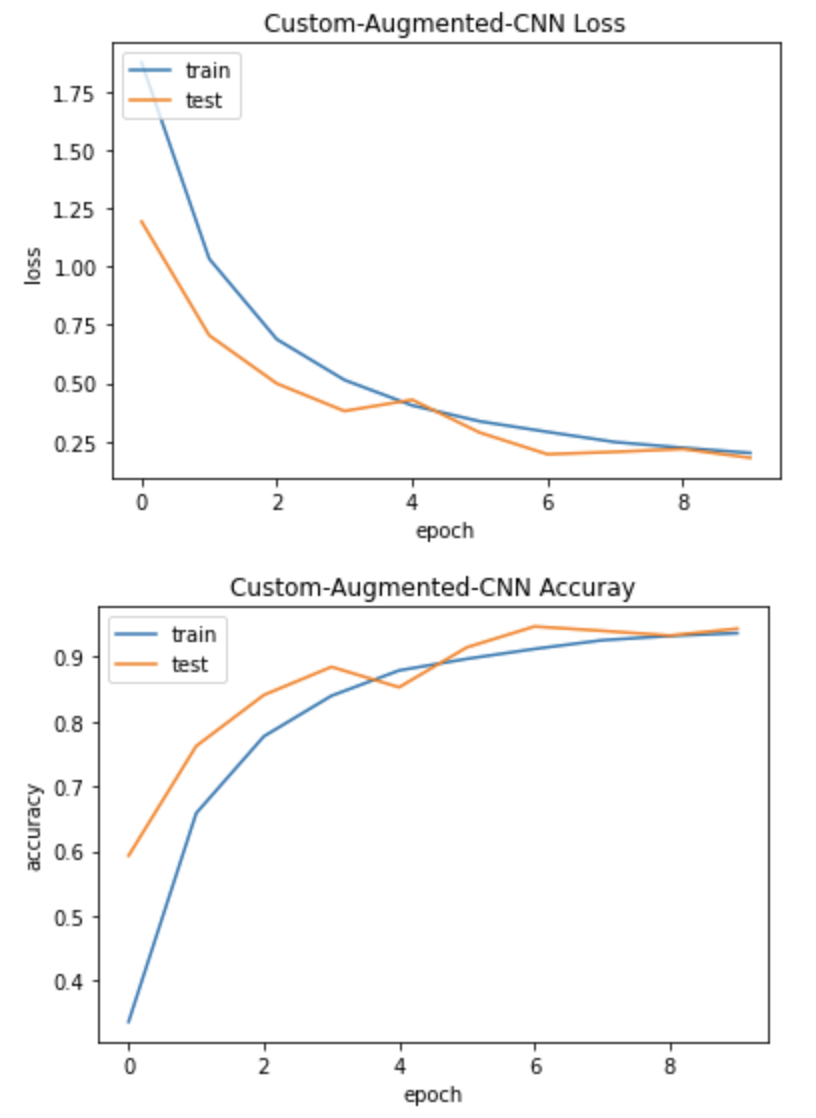 Custom-Augmented-CNN Loss
train
test
1.75
1.50
1.25
1.00
0.75
0.50
0.25
loss
0 2 4 6 8
epoch
Custom-Augmented-CNN Accuray
train
test
0.9
0.8
0.7
0.6
0.5
0.4
accuracy
0 2 4 6 8
epoch